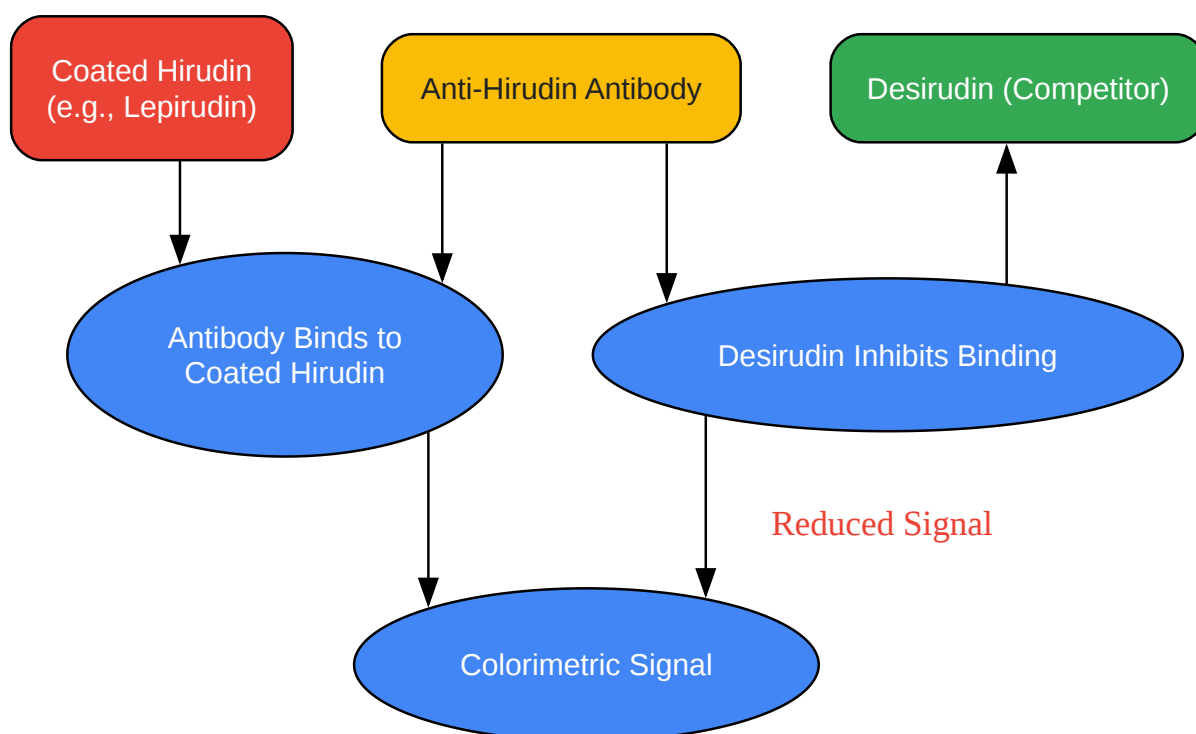 Coated Hirudin
(e.g., Lepirudin)
Anti-Hirudin Antibody
Desirudin (Competitor)
Antibody Binds to
Coated Hirudin
Desirudin Inhibits Binding
Reduced Signal
Colorimetric Signal